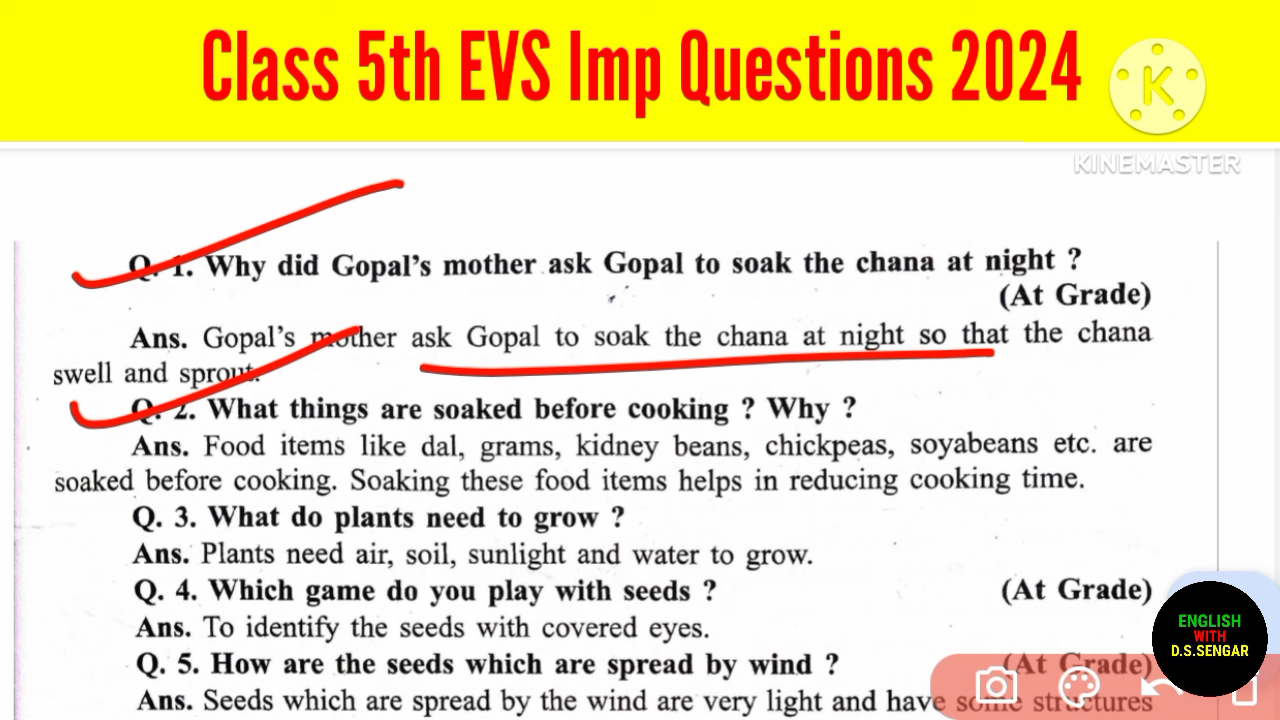 Class 5th EVS Imp Questions 2024
K
KINEMASTER
Q. 1. Why did Gopal's mother ask Gopal to soak the chana at night ?
(At Grade)
Ans. Gopal's mother ask Gopal to soak the chana at night so that the chana
swell and sprout.
Q. 2. What things are soaked before cooking ? Why ?
Ans. Food items like dal, grams, kidney beans, chickpeas, soyabeans etc. are
soaked before cooking. Soaking these food items helps in reducing cooking time.
Q. 3. What do plants need to grow ?
Ans. Plants need air, soil, sunlight and water to grow.
Q. 4. Which game do you play with seeds ? (At Grade)
Ans. To identify the seeds with covered eyes.
Q. 5. How are the seeds which are spread by wind ? (At Grade)
Ans. Seeds which are spread by the wind are very light and have some structures
ENGLISH
WITH
D.S.SENGAR